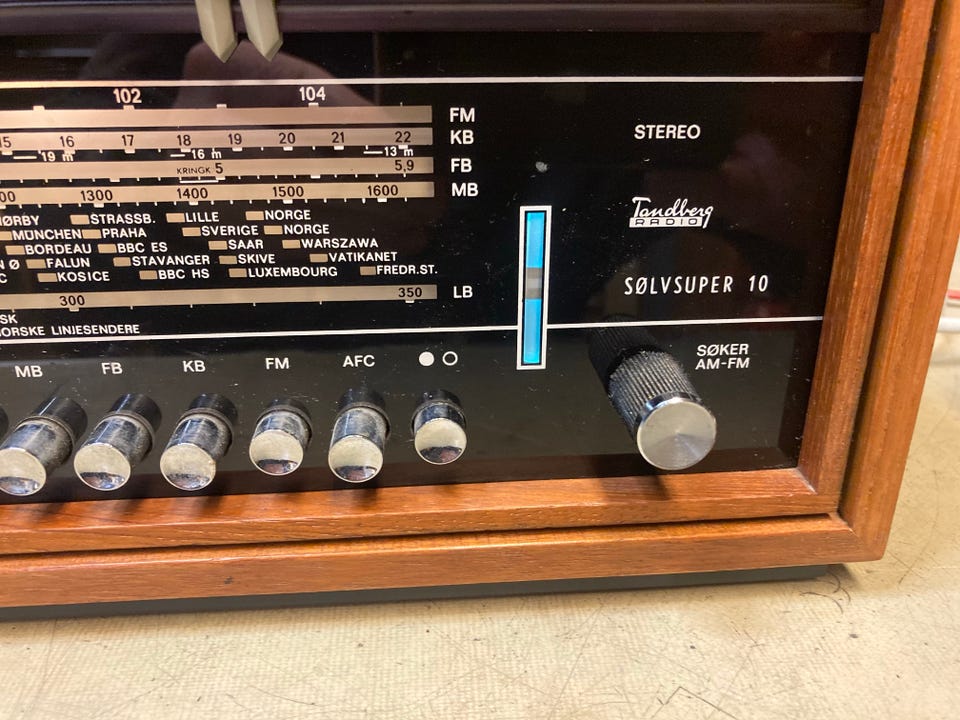 102 104 FM
15 16 17 18 19 20 21 22 KB
19 m 16 m 13 m
KRINGK. 5 5,9 FB
1300 1400 1500 1600 MB
STRASSB. LILLE NORGE
MÜNCHEN PRAHA SVERIGE NORGE
BORDEAU BBC ES SAAR WARSZAWA
FALUN STAVANGER SKIVE VATIKANET
KOSICE BBC HS LUXEMBOURG FREDR.ST.
300 350 LB
ORSKE LINJESENDERE
STEREO
Tandberg
RADIO
SØLVSUPER 10
MB FB KB FM AFC
SØKER
AM-FM